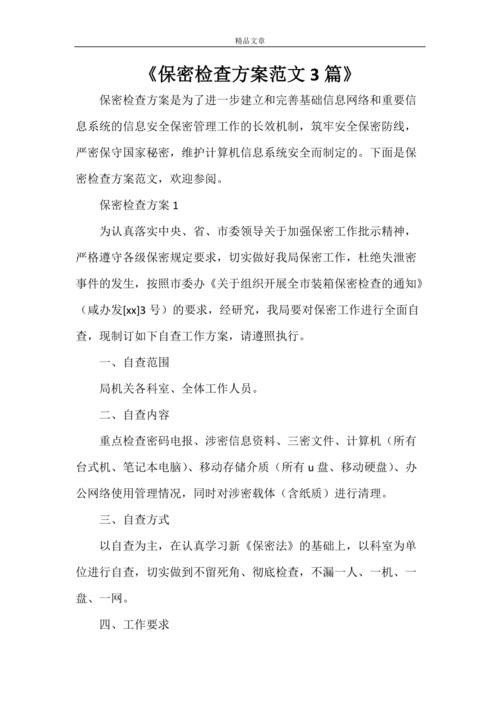 精品文章
《保密检查方案范文 3 篇》
保密检查方案是为了进一步建立和完善基础信息网络和重要信
息系统的信息安全保密管理工作的长效机制，筑牢安全保密防线，
严密保守国家秘密，维护计算机信息系统安全而制定的。下面是保
密检查方案范文，欢迎参阅。
保密检查方案 1
为认真落实中央、省、市委领导关于加强保密工作批示精神，
严格遵守各级保密规定要求，切实做好我局保密工作，杜绝失泄密
事件的发生，按照市委办《关于组织开展全市装箱保密检查的通知》
（咸办发[xx]3 号）的要求，经研究，我局要对保密工作进行全面自
查，现制订如下自查工作方案，请遵照执行。
一、自查范围
局机关各科室、全体工作人员。
二、自查内容
重点检查密码电报、涉密信息资料、三密文件、计算机（所有
台式机、笔记本电脑）、移动存储介质（所有 u 盘、移动硬盘）、办
公网络使用管理情况，同时对涉密载体（含纸质）进行清理。
三、自查方式
以自查为主，在认真学习新《保密法》的基础上，以科室为单
位进行自查，切实做到不留死角、彻底检查，不漏一人、一机、一
盘、一网。
四、工作要求